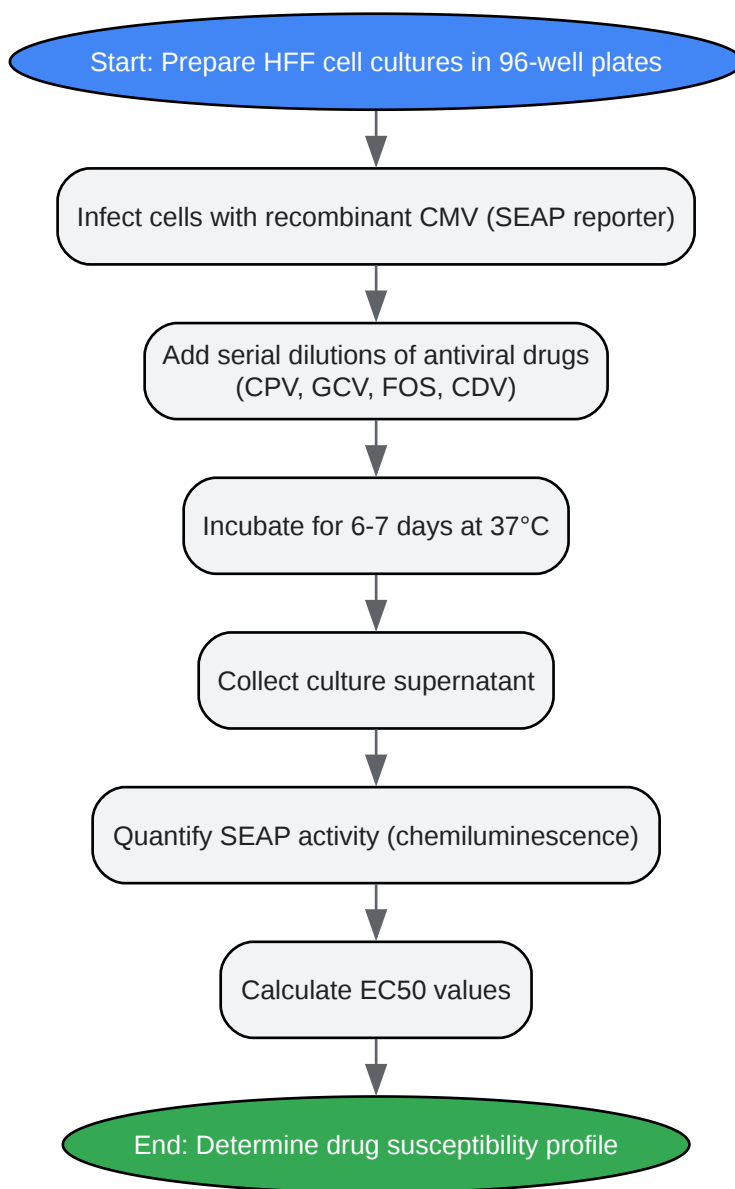 Start: Prepare HFF cell cultures in 96-well plates
Infect cells with recombinant CMV (SEAP reporter)
Add serial dilutions of antiviral drugs
(CPV, GCV, FOS, CDV)
Incubate for 6-7 days at 37°C
Collect culture supernatant
Quantify SEAP activity (chemiluminescence)
Calculate EC50 values
End: Determine drug susceptibility profile